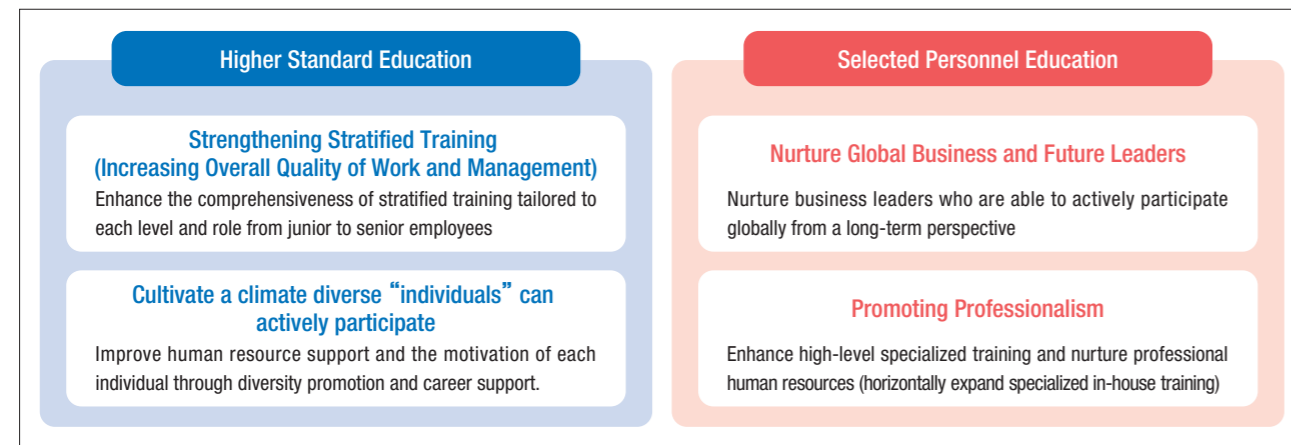 Higher Standard Education
Strengthening Stratified Training
(Increasing Overall Quality of Work and Management)
Enhance the comprehensiveness of stratified training tailored to
each level and role from junior to senior employees
Cultivate a climate diverse “individuals” can
actively participate
Improve human resource support and the motivation of each
individual through diversity promotion and career support.
Selected Personnel Education
Nurture Global Business and Future Leaders
Nurture business leaders who are able to actively participate
globally from a long-term perspective
Promoting Professionalism
Enhance high-level specialized training and nurture professional
human resources (horizontally expand specialized in-house training)